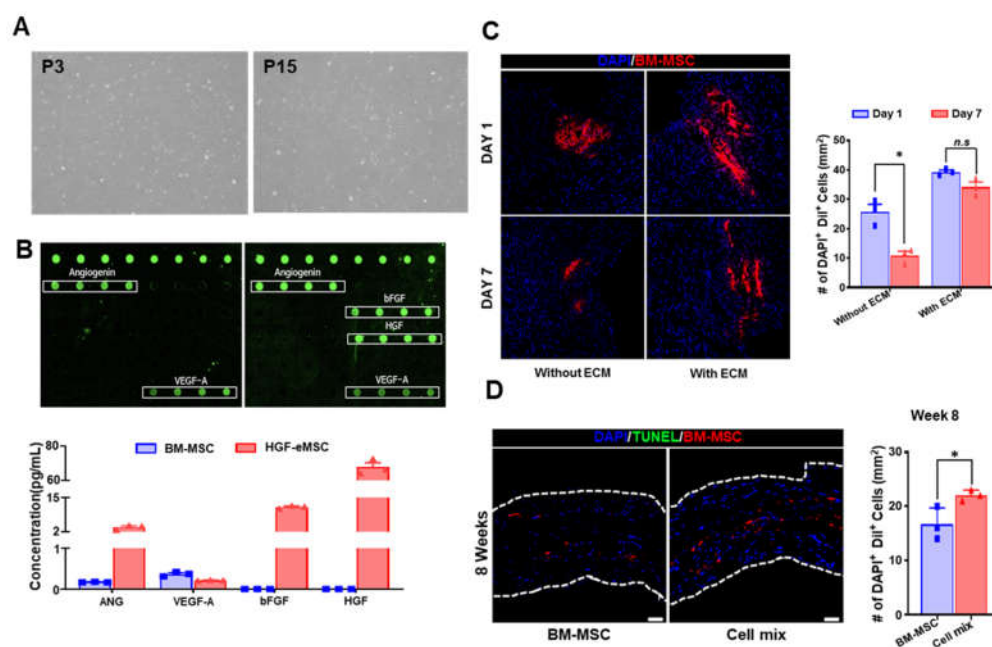 A
P3
P15
B
Angiogenin
Angiogenin
bFGF
HGF
VEGF-A
VEGF-A
BM-MSC
HGF-eMSC
Concentration(pg/mL)
80
60
15
2
1
0
ANG
VEGF-A
bFGF
HGF
C
DAPI/BM-MSC
DAY 1
DAY 7
Without ECM
With ECM
Day 1
Day 7
# of DAPI+ DiI+ Cells (mm2)
50
40
30
20
10
0
*
n.s
Without ECM
With ECM
D
DAPI/TUNEL/BM-MSC
8 Weeks
BM-MSC
Cell mix
Week 8
# of DAPI+ DiI+ Cells (mm2)
30
20
10
0
*
BM-MSC
Cell mix